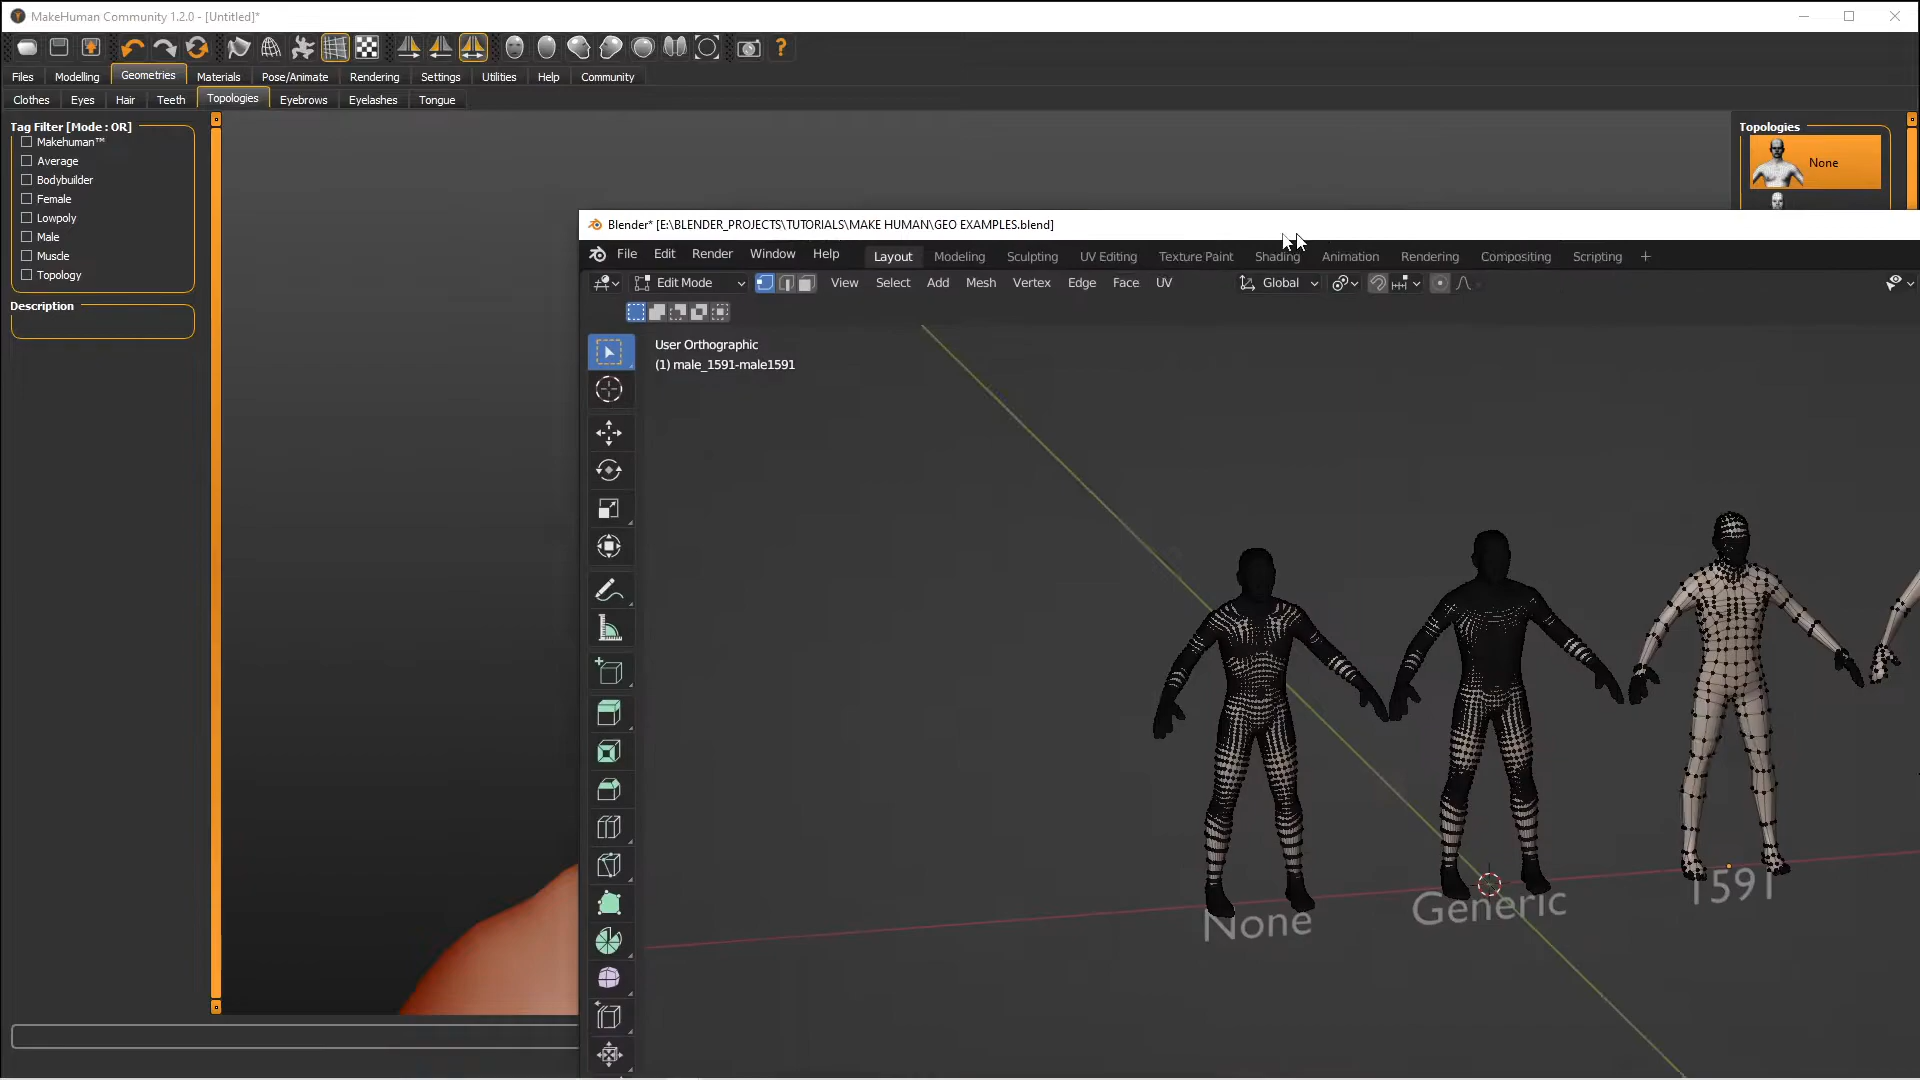 MakeHuman Community 1.2.0 - [Untitled]*
Files Modelling Geometries Materials Pose/Animate Rendering Settings Utilities Help Community
Clothes Eyes Hair Teeth Topologies Eyebrows Eyelashes Tongue
Tag Filter [Mode : OR]
Makehuman™
Average
Bodybuilder
Female
Lowpoly
Male
Muscle
Topology
Description
Topologies
None
Blender* [E:\BLENDER_PROJECTS\TUTORIALS\MAKE HUMAN\GEO EXAMPLES.blend]
File Edit Render Window Help Layout Modeling Sculpting UV Editing Texture Paint Shading Animation Rendering Compositing Scripting +
Edit Mode View Select Add Mesh Vertex Edge Face UV Global
User Orthographic
(1) male_1591-male1591
None
Generic
1591